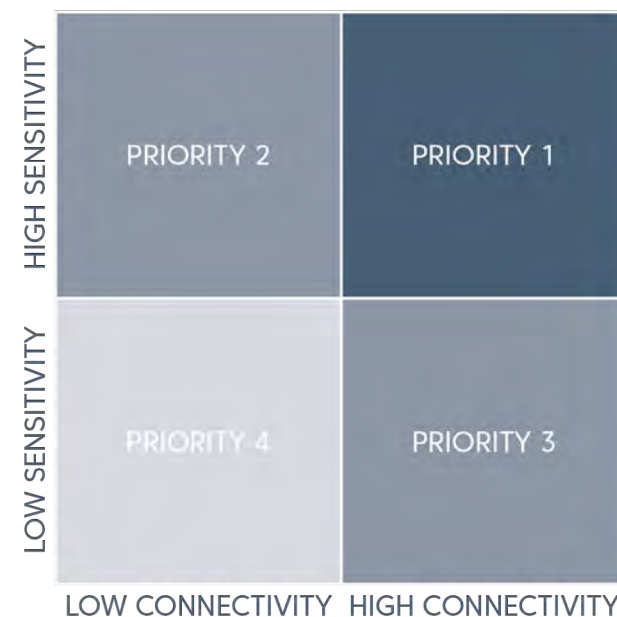 HIGH SENSITIVITY
PRIORITY 2
PRIORITY 1
LOW SENSITIVITY
PRIORITY 4
PRIORITY 3
LOW CONNECTIVITY
HIGH CONNECTIVITY